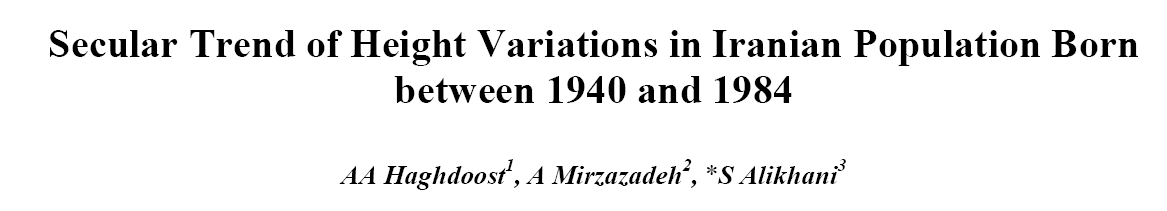 Secular Trend of Height Variations in Iranian Population Born
between 1940 and 1984
AA Haghdoost1, A Mirzazadeh2, *S Alikhani3